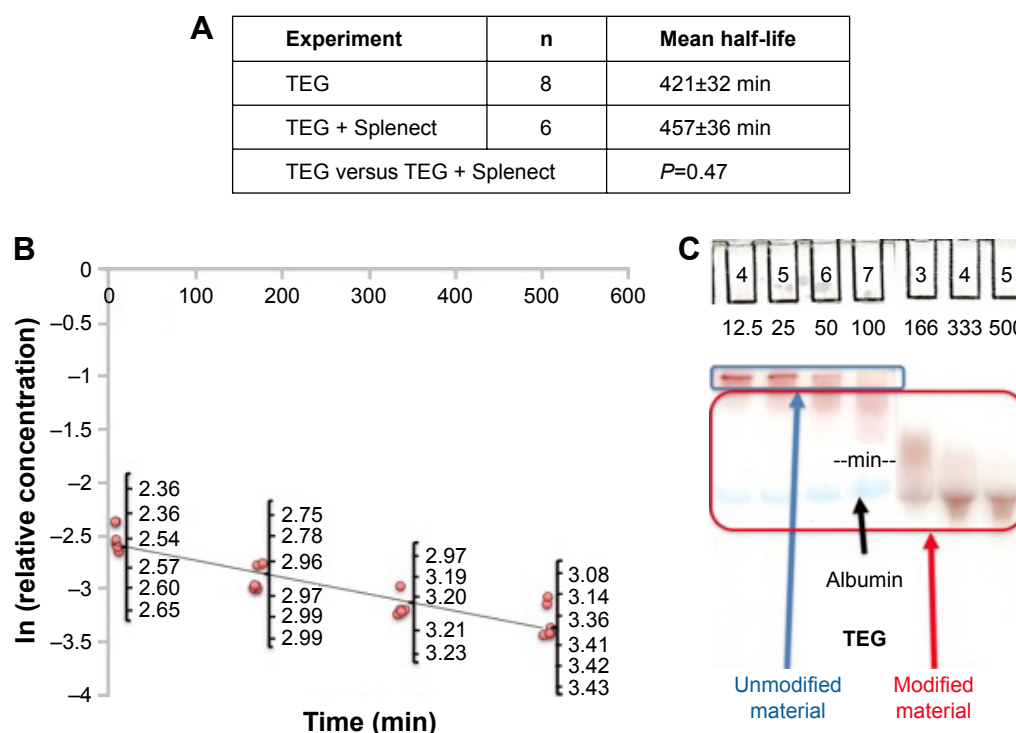 A
Experiment n Mean half-life
TEG 8 421±32 min
TEG + Splenect 6 457±36 min
TEG versus TEG + Splenect P=0.47
B
ln (relative concentration)
0
–0.5
–1
–1.5
–2
–2.5
–3
–3.5
–4
0 100 200 300 400 500 600
2.36
2.36
2.54
2.57
2.60
2.65
2.75
2.78
2.96
2.97
2.99
2.99
2.97
3.19
3.20
3.21
3.23
3.08
3.14
3.36
3.41
3.42
3.43
Time (min)
C
4 5 6 7 3 4 5
12.5 25 50 100 166 333 500
--min--
Albumin
TEG
Unmodified
material
Modified
material